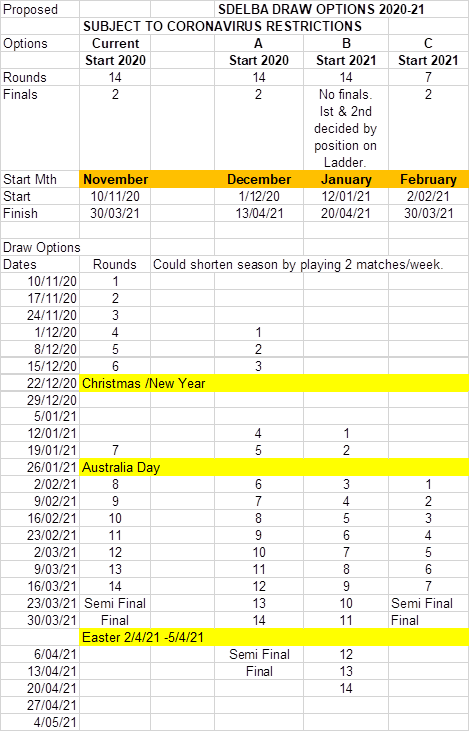 Proposed SDELBA DRAW OPTIONS 2020-21
SUBJECT TO CORONAVIRUS RESTRICTIONS
Options Current A B C
Start 2020 Start 2020 Start 2021 Start 2021
Rounds 14 14 14 7
Finals 2 2 No finals. 2
Ist & 2nd
decided by
position on
Ladder.
Start Mth November December January February
Start 10/11/20 1/12/20 12/01/21 2/02/21
Finish 30/03/21 13/04/21 20/04/21 30/03/21
Draw Options
Dates Rounds Could shorten season by playing 2 matches/week.
10/11/20 1
17/11/20 2
24/11/20 3
1/12/20 4 1
8/12/20 5 2
15/12/20 6 3
22/12/20 Christmas /New Year
29/12/20
5/01/21
12/01/21 4 1
19/01/21 7 5 2
26/01/21 Australia Day
2/02/21 8 6 3 1
9/02/21 9 7 4 2
16/02/21 10 8 5 3
23/02/21 11 9 6 4
2/03/21 12 10 7 5
9/03/21 13 11 8 6
16/03/21 14 12 9 7
23/03/21 Semi Final 13 10 Semi Final
30/03/21 Final 14 11 Final
Easter 2/4/21 -5/4/21
6/04/21 Semi Final 12
13/04/21 Final 13
20/04/21 14
27/04/21
4/05/21